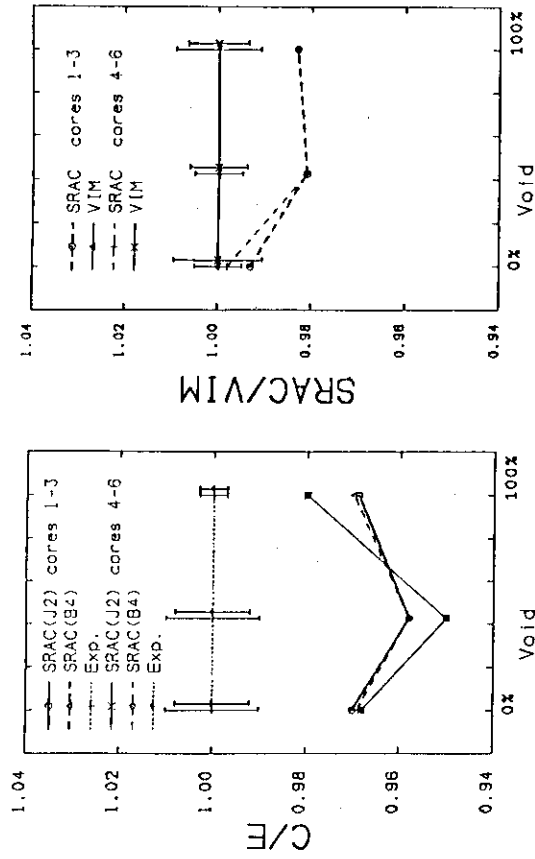 C/E
1.04
1.02
1.00
0.98
0.96
0.94
SRAC(J2) cores 1-3
SRAC(B4)
Exp.
SRAC(J2) cores 4-6
SRAC(B4)
Exp.
0%
100%
Void
SRAC/VIM
1.04
1.02
1.00
0.98
0.96
0.94
SRAC cores 1-3
VIM
SRAC cores 4-6
VIM
0%
100%
Void